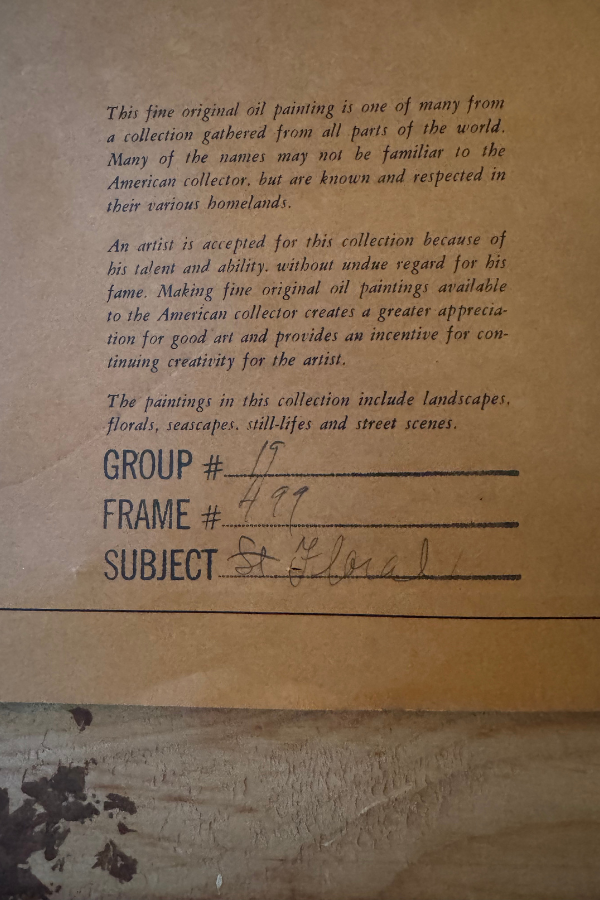 This fine original oil painting is one of many from
a collection gathered from all parts of the world.
Many of the names may not be familiar to the
American collector, but are known and respected in
their various homelands.
An artist is accepted for this collection because of
his talent and ability, without undue regard for his
fame. Making fine original oil paintings available
to the American collector creates a greater apprecia-
tion for good art and provides an incentive for con-
tinuing creativity for the artist.
The paintings in this collection include landscapes,
florals, seascapes, still-lifes and street scenes.
GROUP # 19
FRAME # 499
SUBJECT St Floral